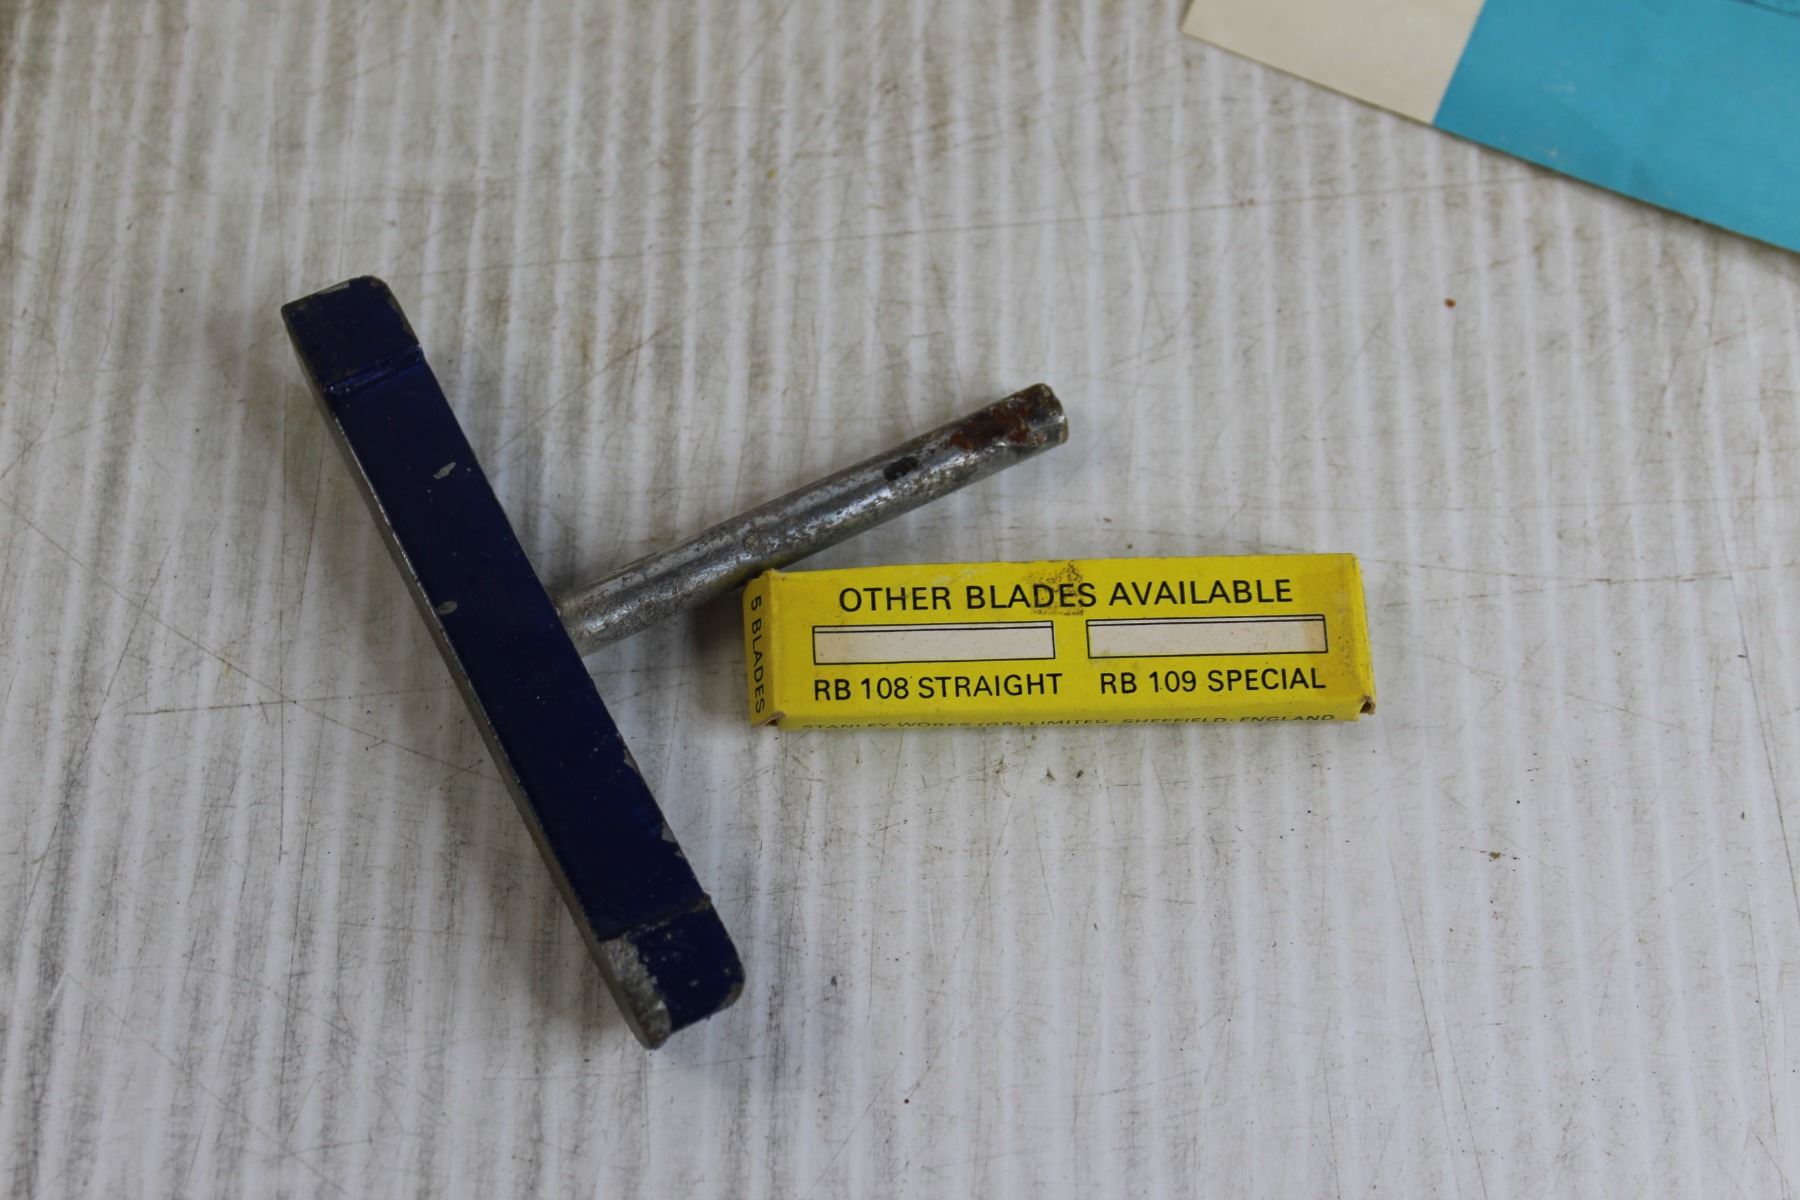 OTHER BLADES AVAILABLE
RB 108 STRAIGHT
RB 109 SPECIAL
5 BLADES
STANLEY WORKS (GB) LIMITED. SHEFFIELD. ENGLAND